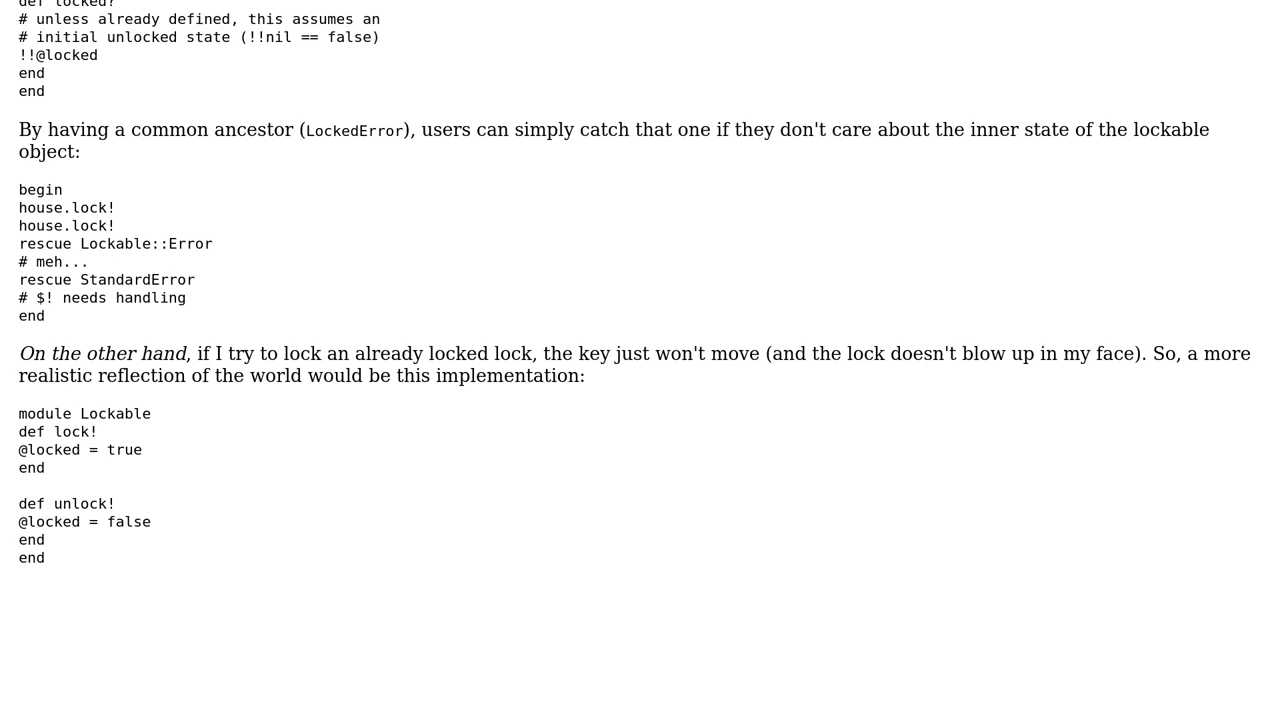 def locked?
# unless already defined, this assumes an
# initial unlocked state (!!nil == false)
!!@locked
end
end
By having a common ancestor (LockedError), users can simply catch that one if they don't care about the inner state of the lockable
object:
begin
house.lock!
house.lock!
rescue Lockable::Error
# meh...
rescue StandardError
# $! needs handling
end
On the other hand, if I try to lock an already locked lock, the key just won't move (and the lock doesn't blow up in my face). So, a more
realistic reflection of the world would be this implementation:
module Lockable
def lock!
@locked = true
end
def unlock!
@locked = false
end
end